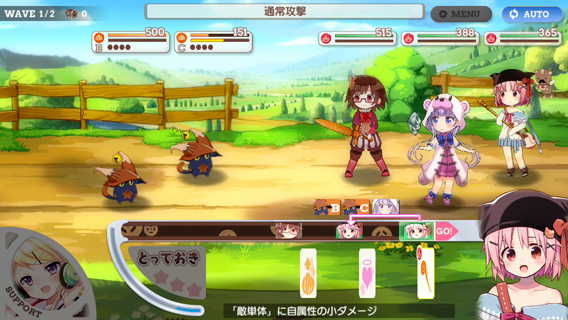 WAVE 1/2 0
通常攻撃
MENU
AUTO
500
B
151
C
515
388
365
B
C
GO!
とっておき
SUPPORT
「敵単体」に自属性の小ダメージ